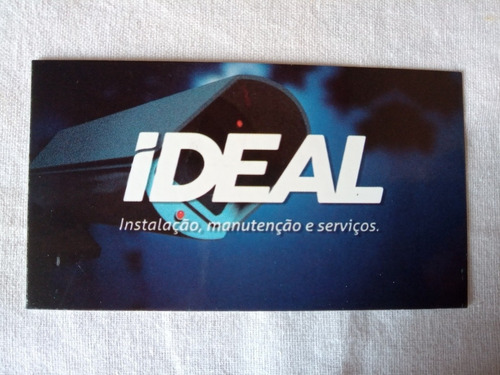 iDEAL
Instalação, manutenção e serviços.